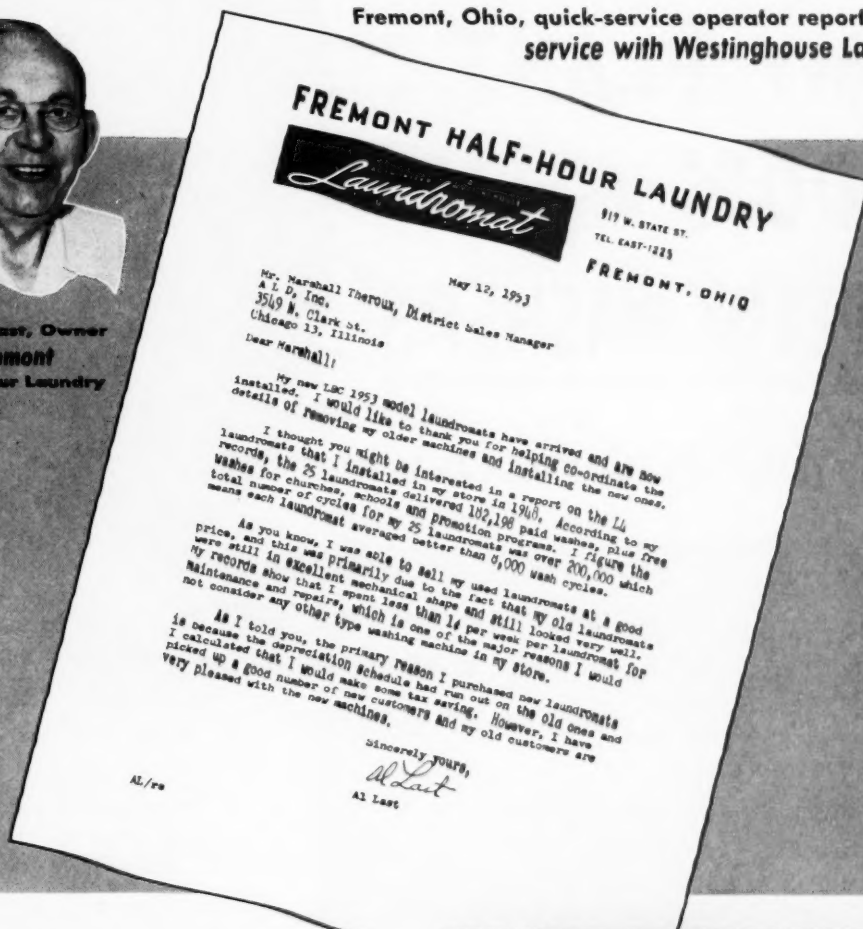 Fremont, Ohio, quick-service operator report
service with Westinghouse La
FREMONT HALF-HOUR LAUNDRY
Laundromat
917 W. STATE ST.
TEL. EAST-1225
FREMONT, OHIO
ast, Owner
mont
ur Laundry
May 12, 1953
Mr. Marshall Theroux, District Sales Manager
A L D, Inc.
3549 N. Clark St.
Chicago 13, Illinois
Dear Marshall:
My new LBC 1953 model laundromats have arrived and are now
installed. I would like to thank you for helping co-ordinate the
details of removing my older machines and installing the new ones.
I thought you might be interested in a report on the L4
laundromats that I installed in my store in 1948. According to my
records, the 25 laundromats delivered 182,198 paid washes, plus free
washes for churches, schools and promotion programs. I figure the
total number of cycles for my 25 laundromats was over 200,000 which
means each laundromat averaged better than 8,000 wash cycles.
As you know, I was able to sell my used laundromats at a good
price, and this was primarily due to the fact that my old laundromats
were still in excellent mechanical shape and still looked very well.
My records show that I spent less than 1¢ per week per laundromat for
maintenance and repairs, which is one of the major reasons I would
not consider any other type washing machine in my store.
As I told you, the primary reason I purchased new laundromats
is because the depreciation schedule had run out on the old ones and
I calculated that I would make some tax saving. However, I have
picked up a good number of new customers and my old customers are
very pleased with the new machines.
Sincerely yours,
Al Last
Al Last
AL/rs